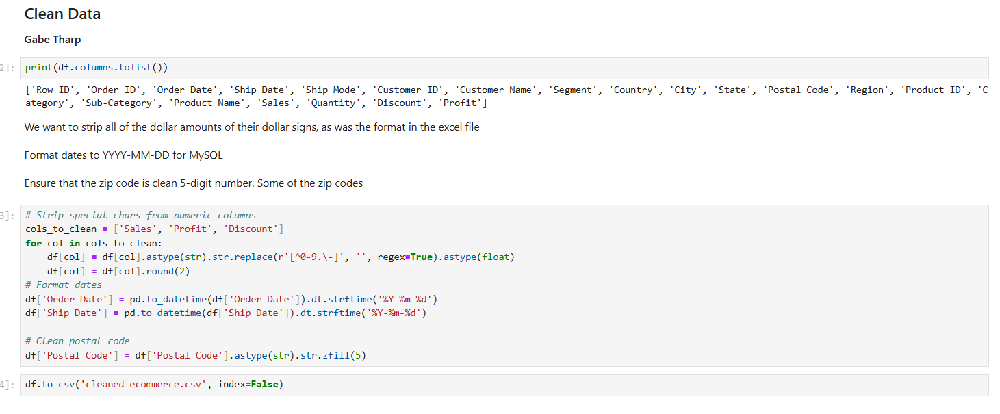 Clean Data
Gabe Tharp
2]: print(df.columns.tolist())
['Row ID', 'Order ID', 'Order Date', 'Ship Date', 'Ship Mode', 'Customer ID', 'Customer Name', 'Segment', 'Country', 'City', 'State', 'Postal Code', 'Region', 'Product ID', 'C
ategory', 'Sub-Category', 'Product Name', 'Sales', 'Quantity', 'Discount', 'Profit']
We want to strip all of the dollar amounts of their dollar signs, as was the format in the excel file
Format dates to YYYY-MM-DD for MySQL
Ensure that the zip code is clean 5-digit number. Some of the zip codes
3]: # Strip special chars from numeric columns
cols_to_clean = ['Sales', 'Profit', 'Discount']
for col in cols_to_clean:
    df[col] = df[col].astype(str).str.replace(r'[^0-9.\-]', '', regex=True).astype(float)
    df[col] = df[col].round(2)
# Format dates
df['Order Date'] = pd.to_datetime(df['Order Date']).dt.strftime('%Y-%m-%d')
df['Ship Date'] = pd.to_datetime(df['Ship Date']).dt.strftime('%Y-%m-%d')
# Clean postal code
df['Postal Code'] = df['Postal Code'].astype(str).str.zfill(5)
4]: df.to_csv('cleaned_ecommerce.csv', index=False)